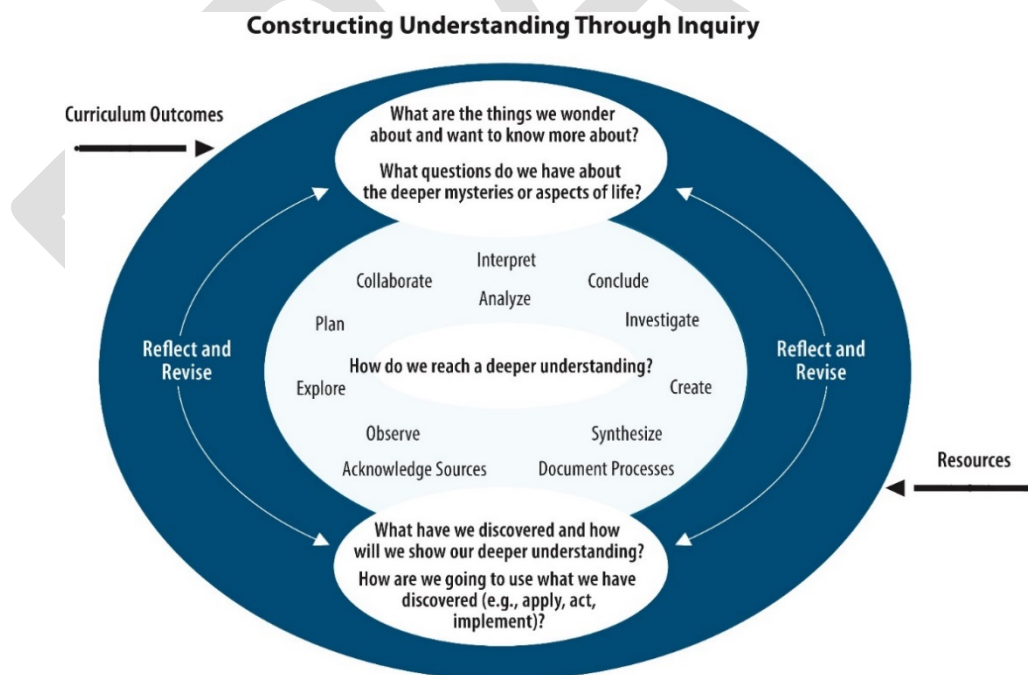 Constructing Understanding Through Inquiry
Curriculum Outcomes
What are the things we wonder
about and want to know more about?
What questions do we have about
the deeper mysteries or aspects of life?
Interpret
Collaborate
Conclude
Analyze
Plan
Investigate
Reflect and
Revise
How do we reach a deeper understanding?
Reflect and
Revise
Explore
Create
Observe
Synthesize
Acknowledge Sources
Document Processes
Resources
What have we discovered and how
will we show our deeper understanding?
How are we going to use what we have
discovered (e.g., apply, act,
implement)?